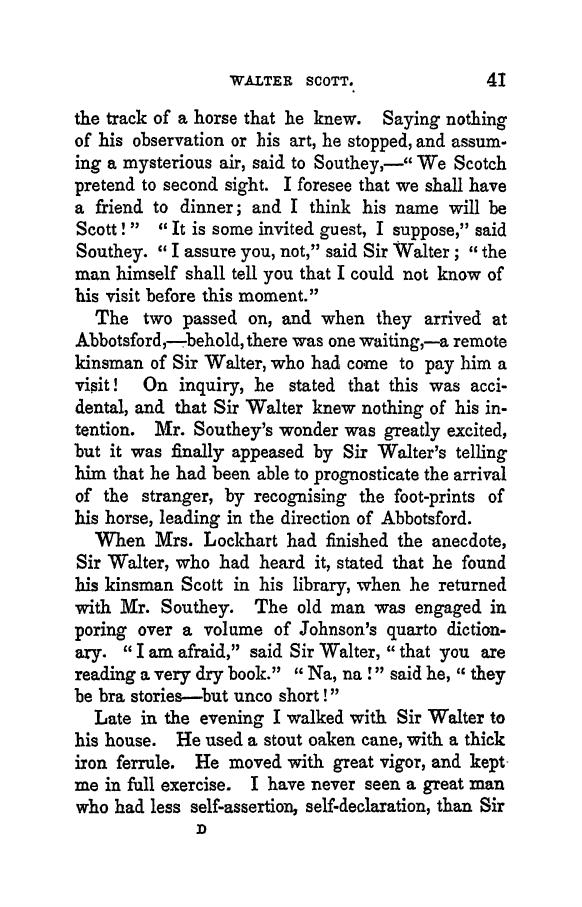 WALTER SCOTT. 41
the track of a horse that he knew. Saying nothing
of his observation or his art, he stopped, and assum-
ing a mysterious air, said to Southey,—“ We Scotch
pretend to second sight. I foresee that we shall have
a friend to dinner; and I think his name will be
Scott!” “It is some invited guest, I suppose,” said
Southey. “I assure you, not,” said Sir Walter; “the
man himself shall tell you that I could not know of
his visit before this moment.”
The two passed on, and when they arrived at
Abbotsford,—behold, there was one waiting,—a remote
kinsman of Sir Walter, who had come to pay him a
visit! On inquiry, he stated that this was acci-
dental, and that Sir Walter knew nothing of his in-
tention. Mr. Southey's wonder was greatly excited,
but it was finally appeased by Sir Walter's telling
him that he had been able to prognosticate the arrival
of the stranger, by recognising the foot-prints of
his horse, leading in the direction of Abbotsford.
When Mrs. Lockhart had finished the anecdote,
Sir Walter, who had heard it, stated that he found
his kinsman Scott in his library, when he returned
with Mr. Southey. The old man was engaged in
poring over a volume of Johnson's quarto diction-
ary. “I am afraid,” said Sir Walter, “that you are
reading a very dry book.” “Na, na!” said he, “they
be bra stories—but unco short!”
Late in the evening I walked with Sir Walter to
his house. He used a stout oaken cane, with a thick
iron ferrule. He moved with great vigor, and kept
me in full exercise. I have never seen a great man
who had less self-assertion, self-declaration, than Sir
D